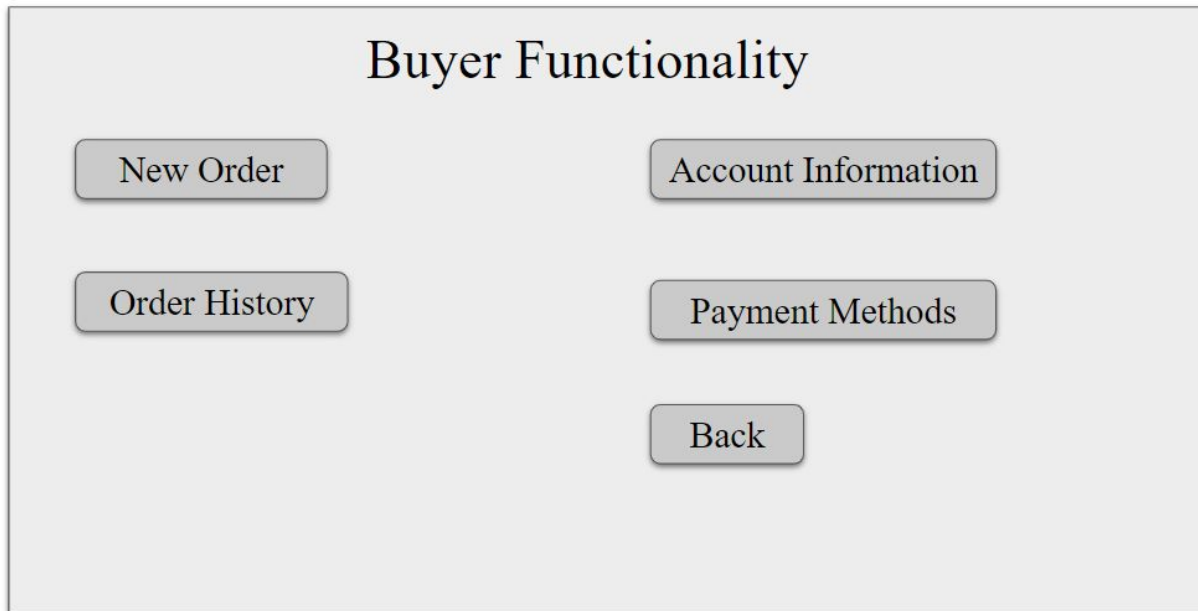 Buyer Functionality
New Order
Account Information
Order History
Payment Methods
Back